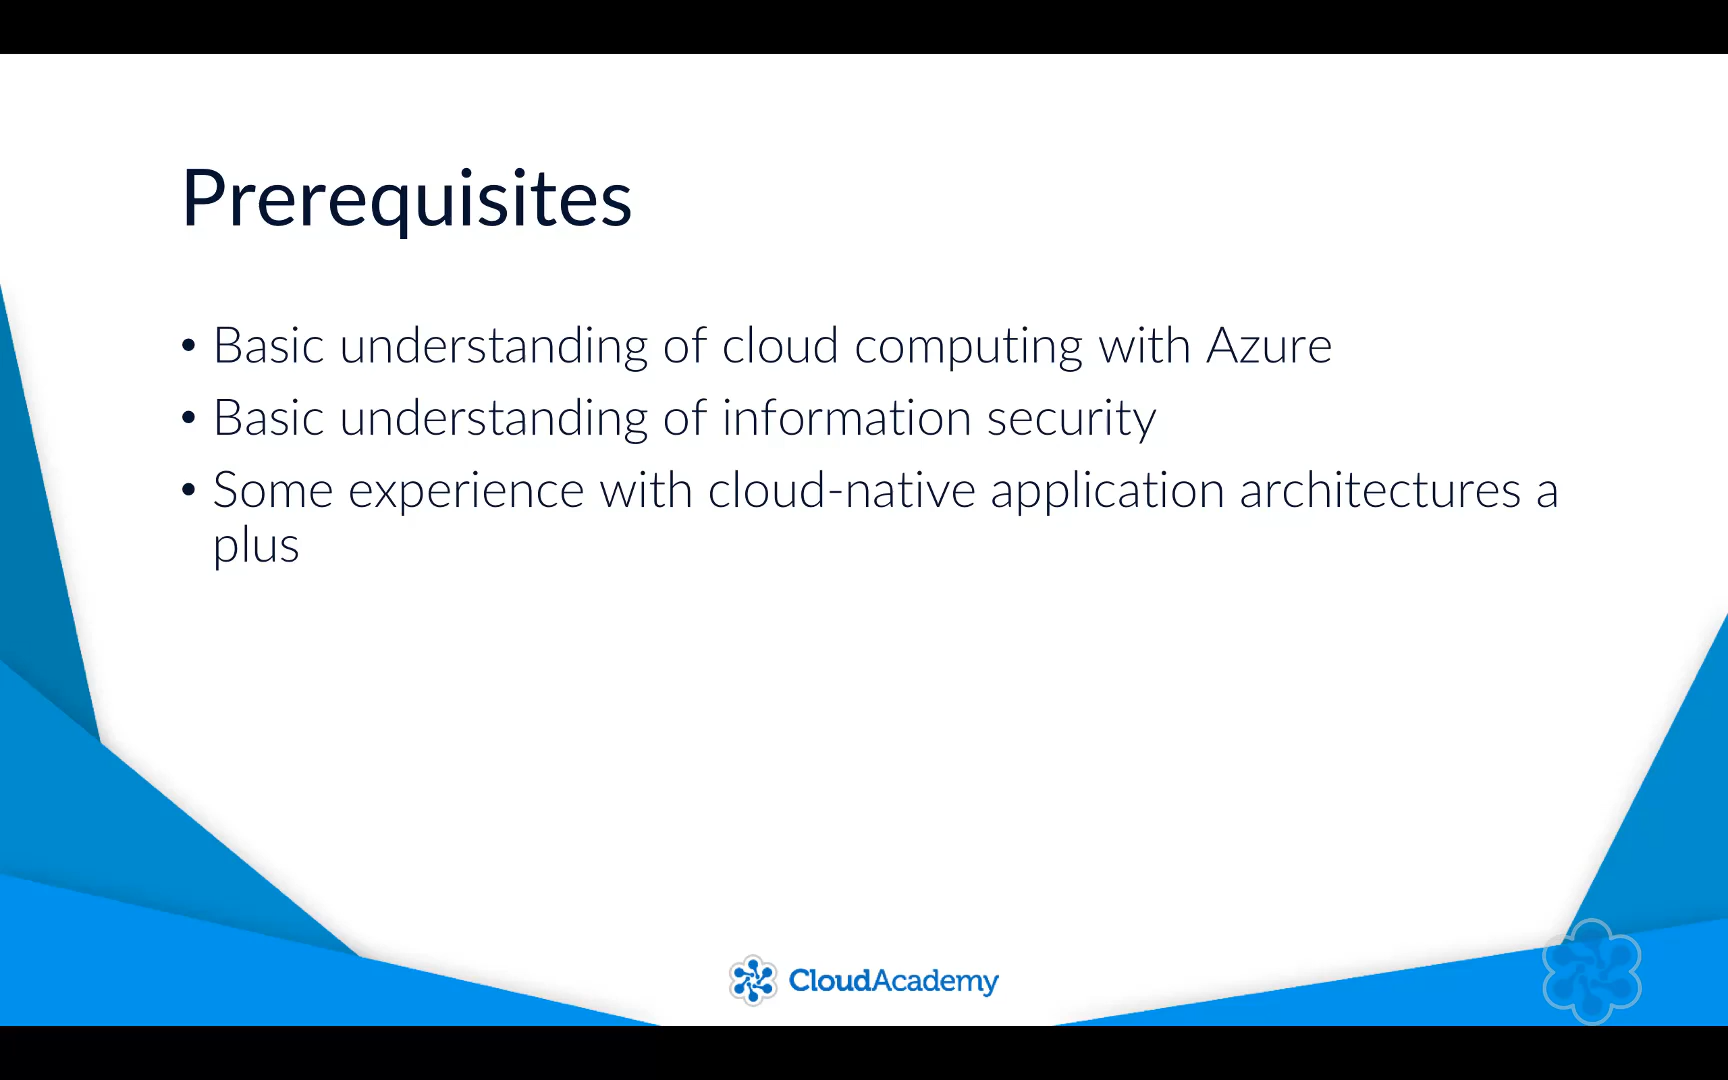 Prerequisites
• Basic understanding of cloud computing with Azure
• Basic understanding of information security
• Some experience with cloud-native application architectures a
plus
CloudAcademy